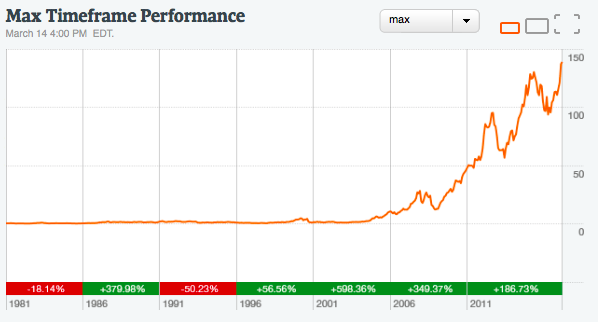 Max Timeframe Performance
max
March 14 4:00 PM EDT.
150
100
50
0
-18.14% +379.98% -50.23% +56.56% +598.36% +349.37% +186.73%
1981 1986 1991 1996 2001 2006 2011